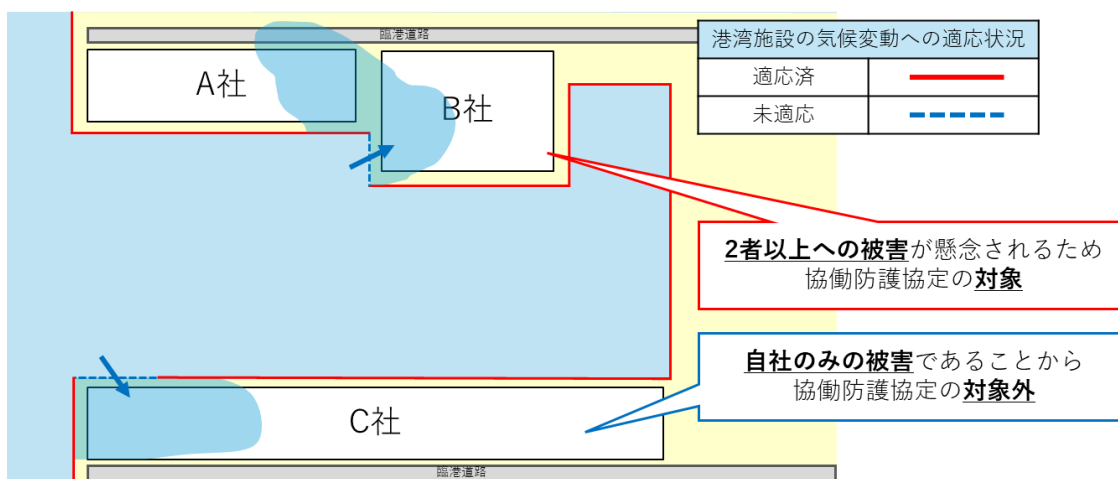 臨港道路
A社
B社
港湾施設の気候変動への適応状況
適応済
未適応
2者以上への被害が懸念されるため
協働防護協定の対象
自社のみの被害であることから
協働防護協定の対象外
C社
臨港道路